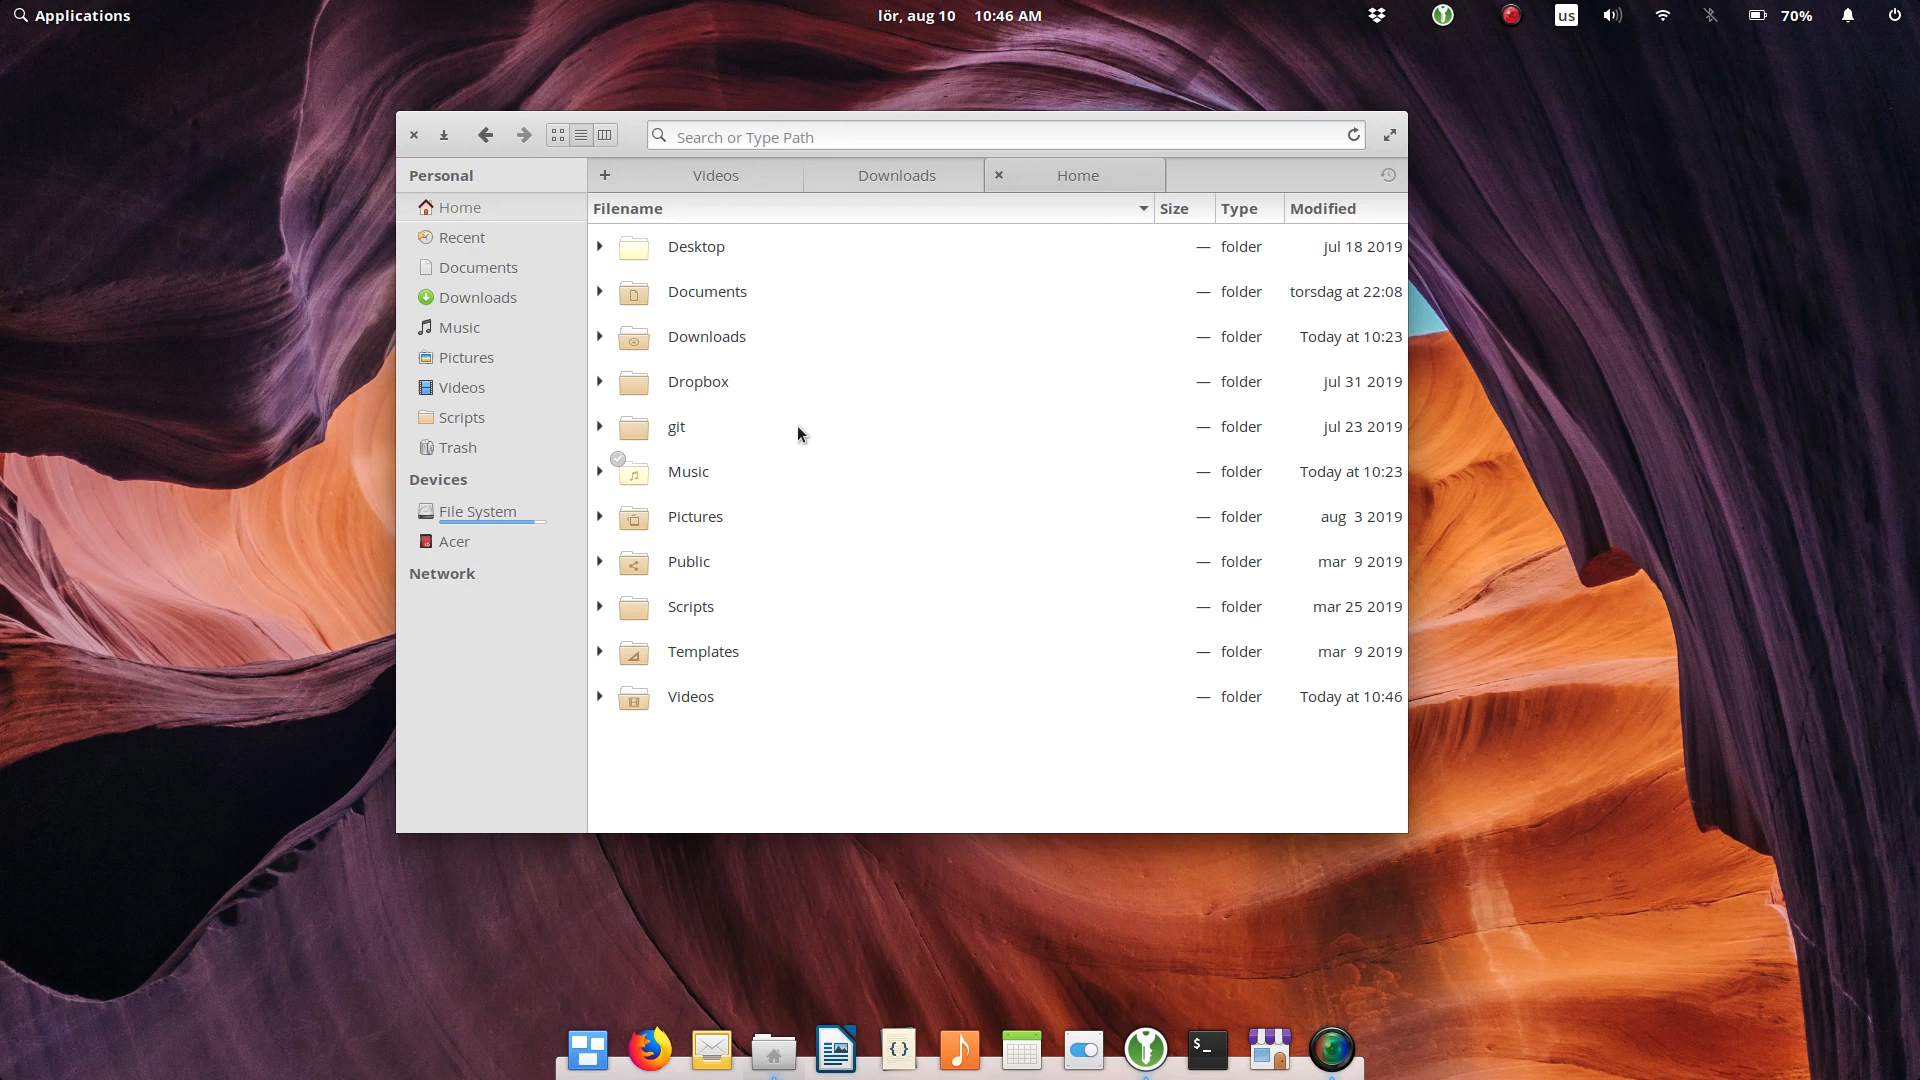 Applications
lör, aug 10 10:46 AM
us
70%
Search or Type Path
Personal
Videos
Downloads
Home
Home
Recent
Documents
Downloads
Music
Pictures
Videos
Scripts
Trash
Devices
File System
Acer
Network
Filename Size Type Modified
Desktop — folder jul 18 2019
Documents — folder torsdag at 22:08
Downloads — folder Today at 10:23
Dropbox — folder jul 31 2019
git — folder jul 23 2019
Music — folder Today at 10:23
Pictures — folder aug 3 2019
Public — folder mar 9 2019
Scripts — folder mar 25 2019
Templates — folder mar 9 2019
Videos — folder Today at 10:46
{}
$ _